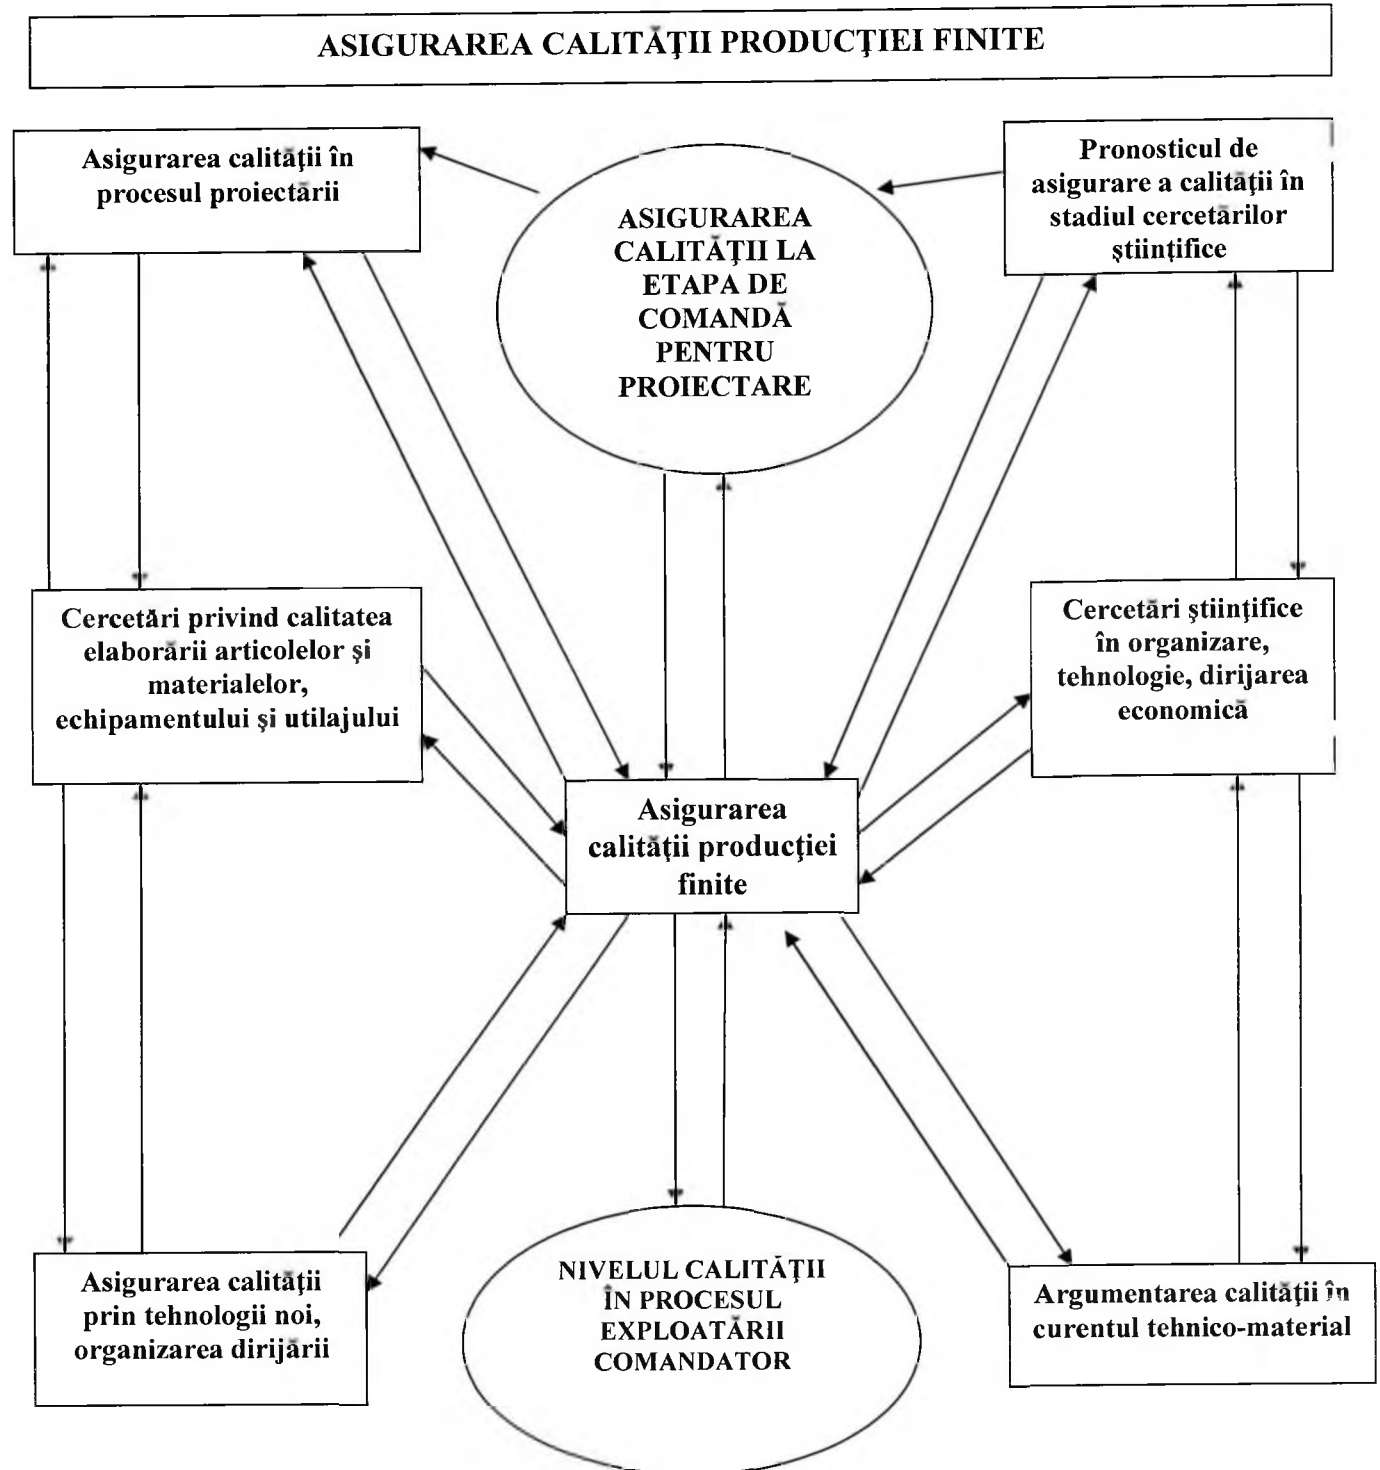 ASIGURAREA CALITĂŢII PRODUCŢIEI FINITE
Asigurarea calităţii în
procesul proiectării
ASIGURAREA
CALITĂŢII LA
ETAPA DE
COMANDĂ
PENTRU
PROIECTARE
Pronosticul de
asigurare a calităţii în
stadiul cercetărilor
ştiinţifice
Cercetări privind calitatea
elaborării articolelor şi
materialelor,
echipamentului şi utilajului
Cercetări ştiinţifice
în organizare,
tehnologie, dirijarea
economică
Asigurarea
calităţii producţiei
finite
Asigurarea calităţii
prin tehnologii noi,
organizarea dirijării
NIVELUL CALITĂŢII
ÎN PROCESUL
EXPLOATĂRII
COMANDATOR
Argumentarea calităţii în
curentul tehnico-material